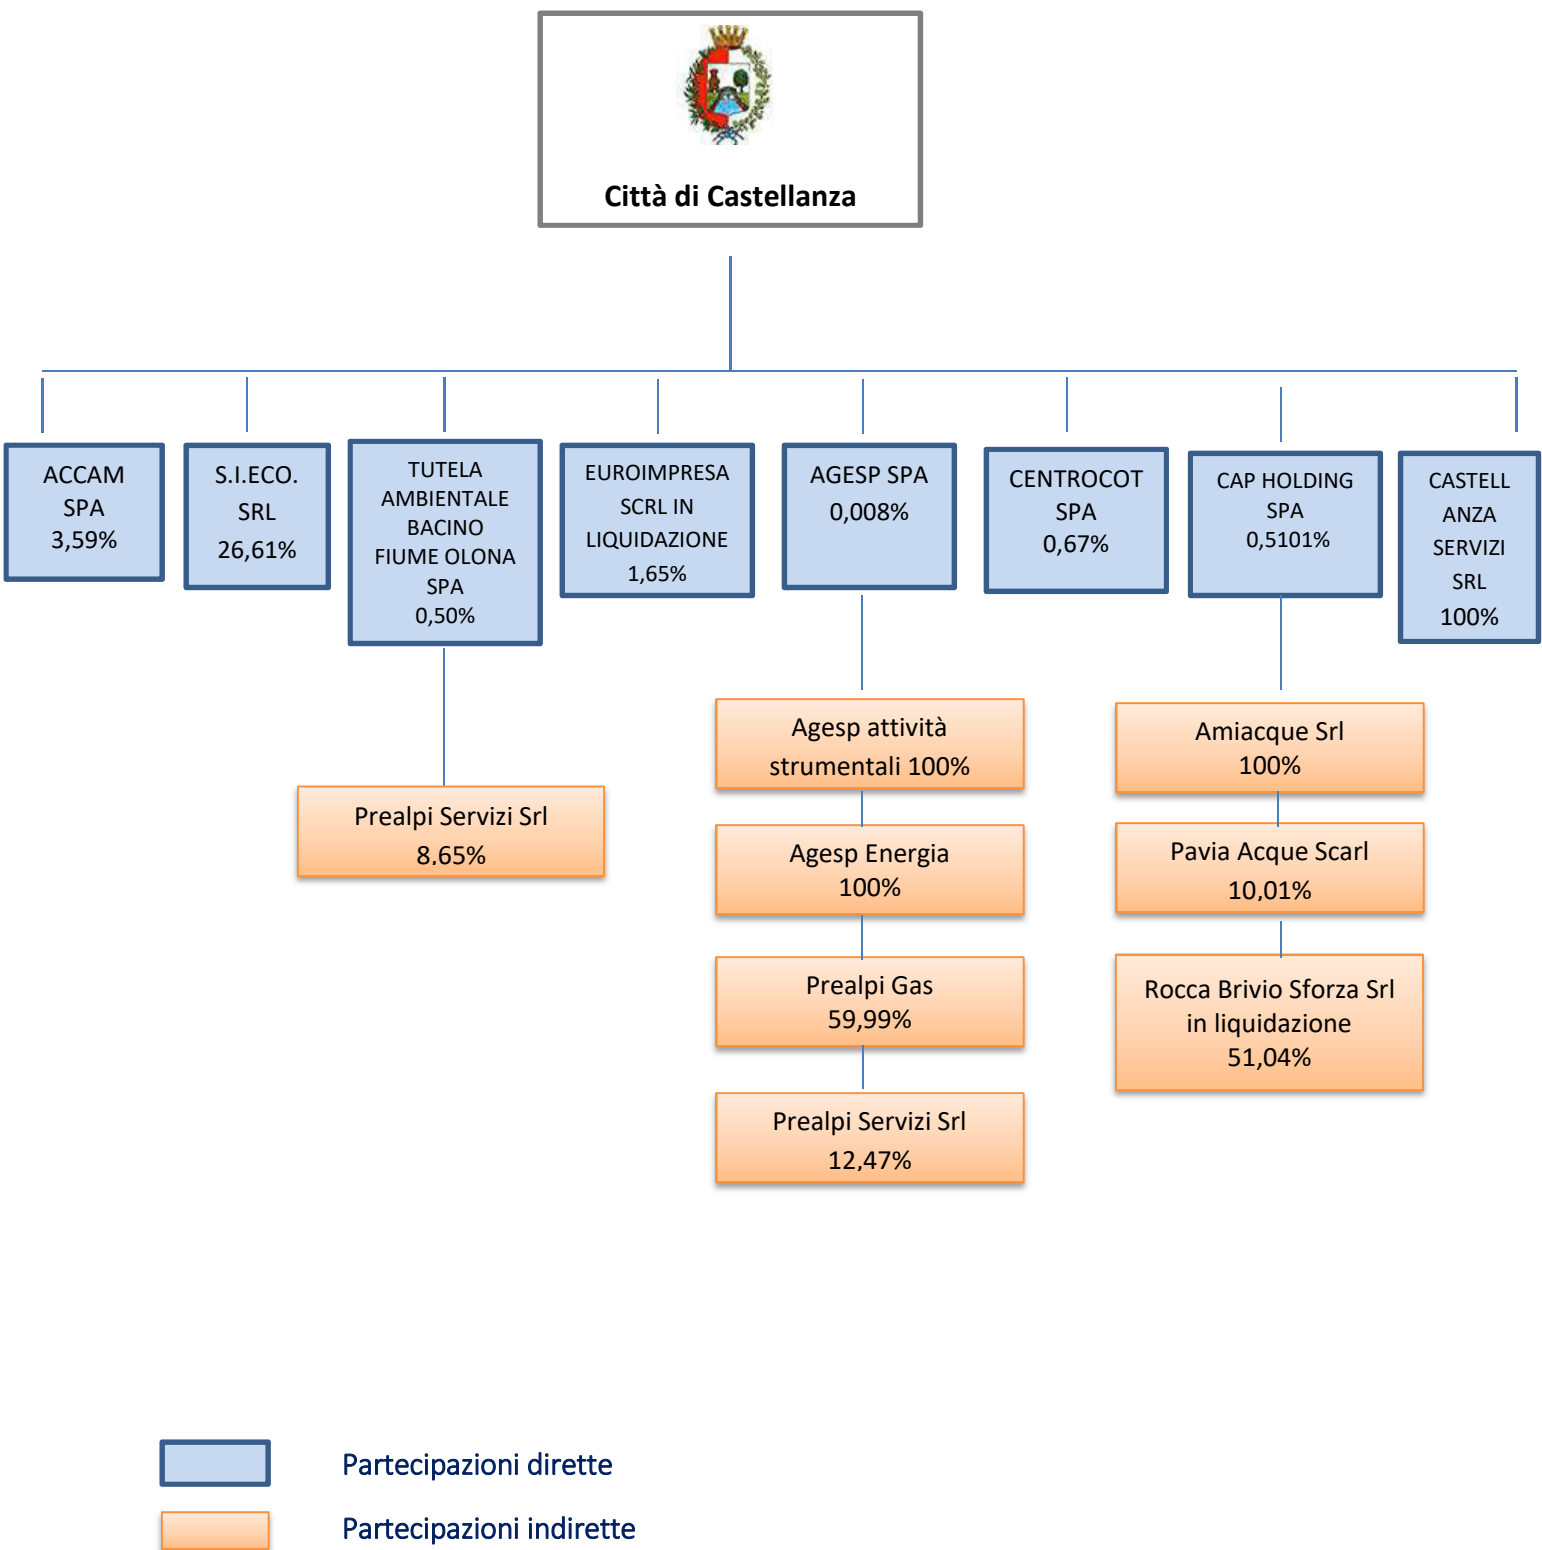 Città di Castellanza
ACCAM
SPA
3,59%
S.I.ECO.
SRL
26,61%
TUTELA
AMBIENTALE
BACINO
FIUME OLONA
SPA
0,50%
EUROIMPRESA
SCRL IN
LIQUIDAZIONE
1,65%
AGESP SPA
0,008%
CENTROCOT
SPA
0,67%
CAP HOLDING
SPA
0,5101%
CASTELL
ANZA
SERVIZI
SRL
100%
Prealpi Servizi Srl
8,65%
Agesp attività
strumentali 100%
Agesp Energia
100%
Prealpi Gas
59,99%
Prealpi Servizi Srl
12,47%
Amiacque Srl
100%
Pavia Acque Scarl
10,01%
Rocca Brivio Sforza Srl
in liquidazione
51,04%
Partecipazioni dirette
Partecipazioni indirette